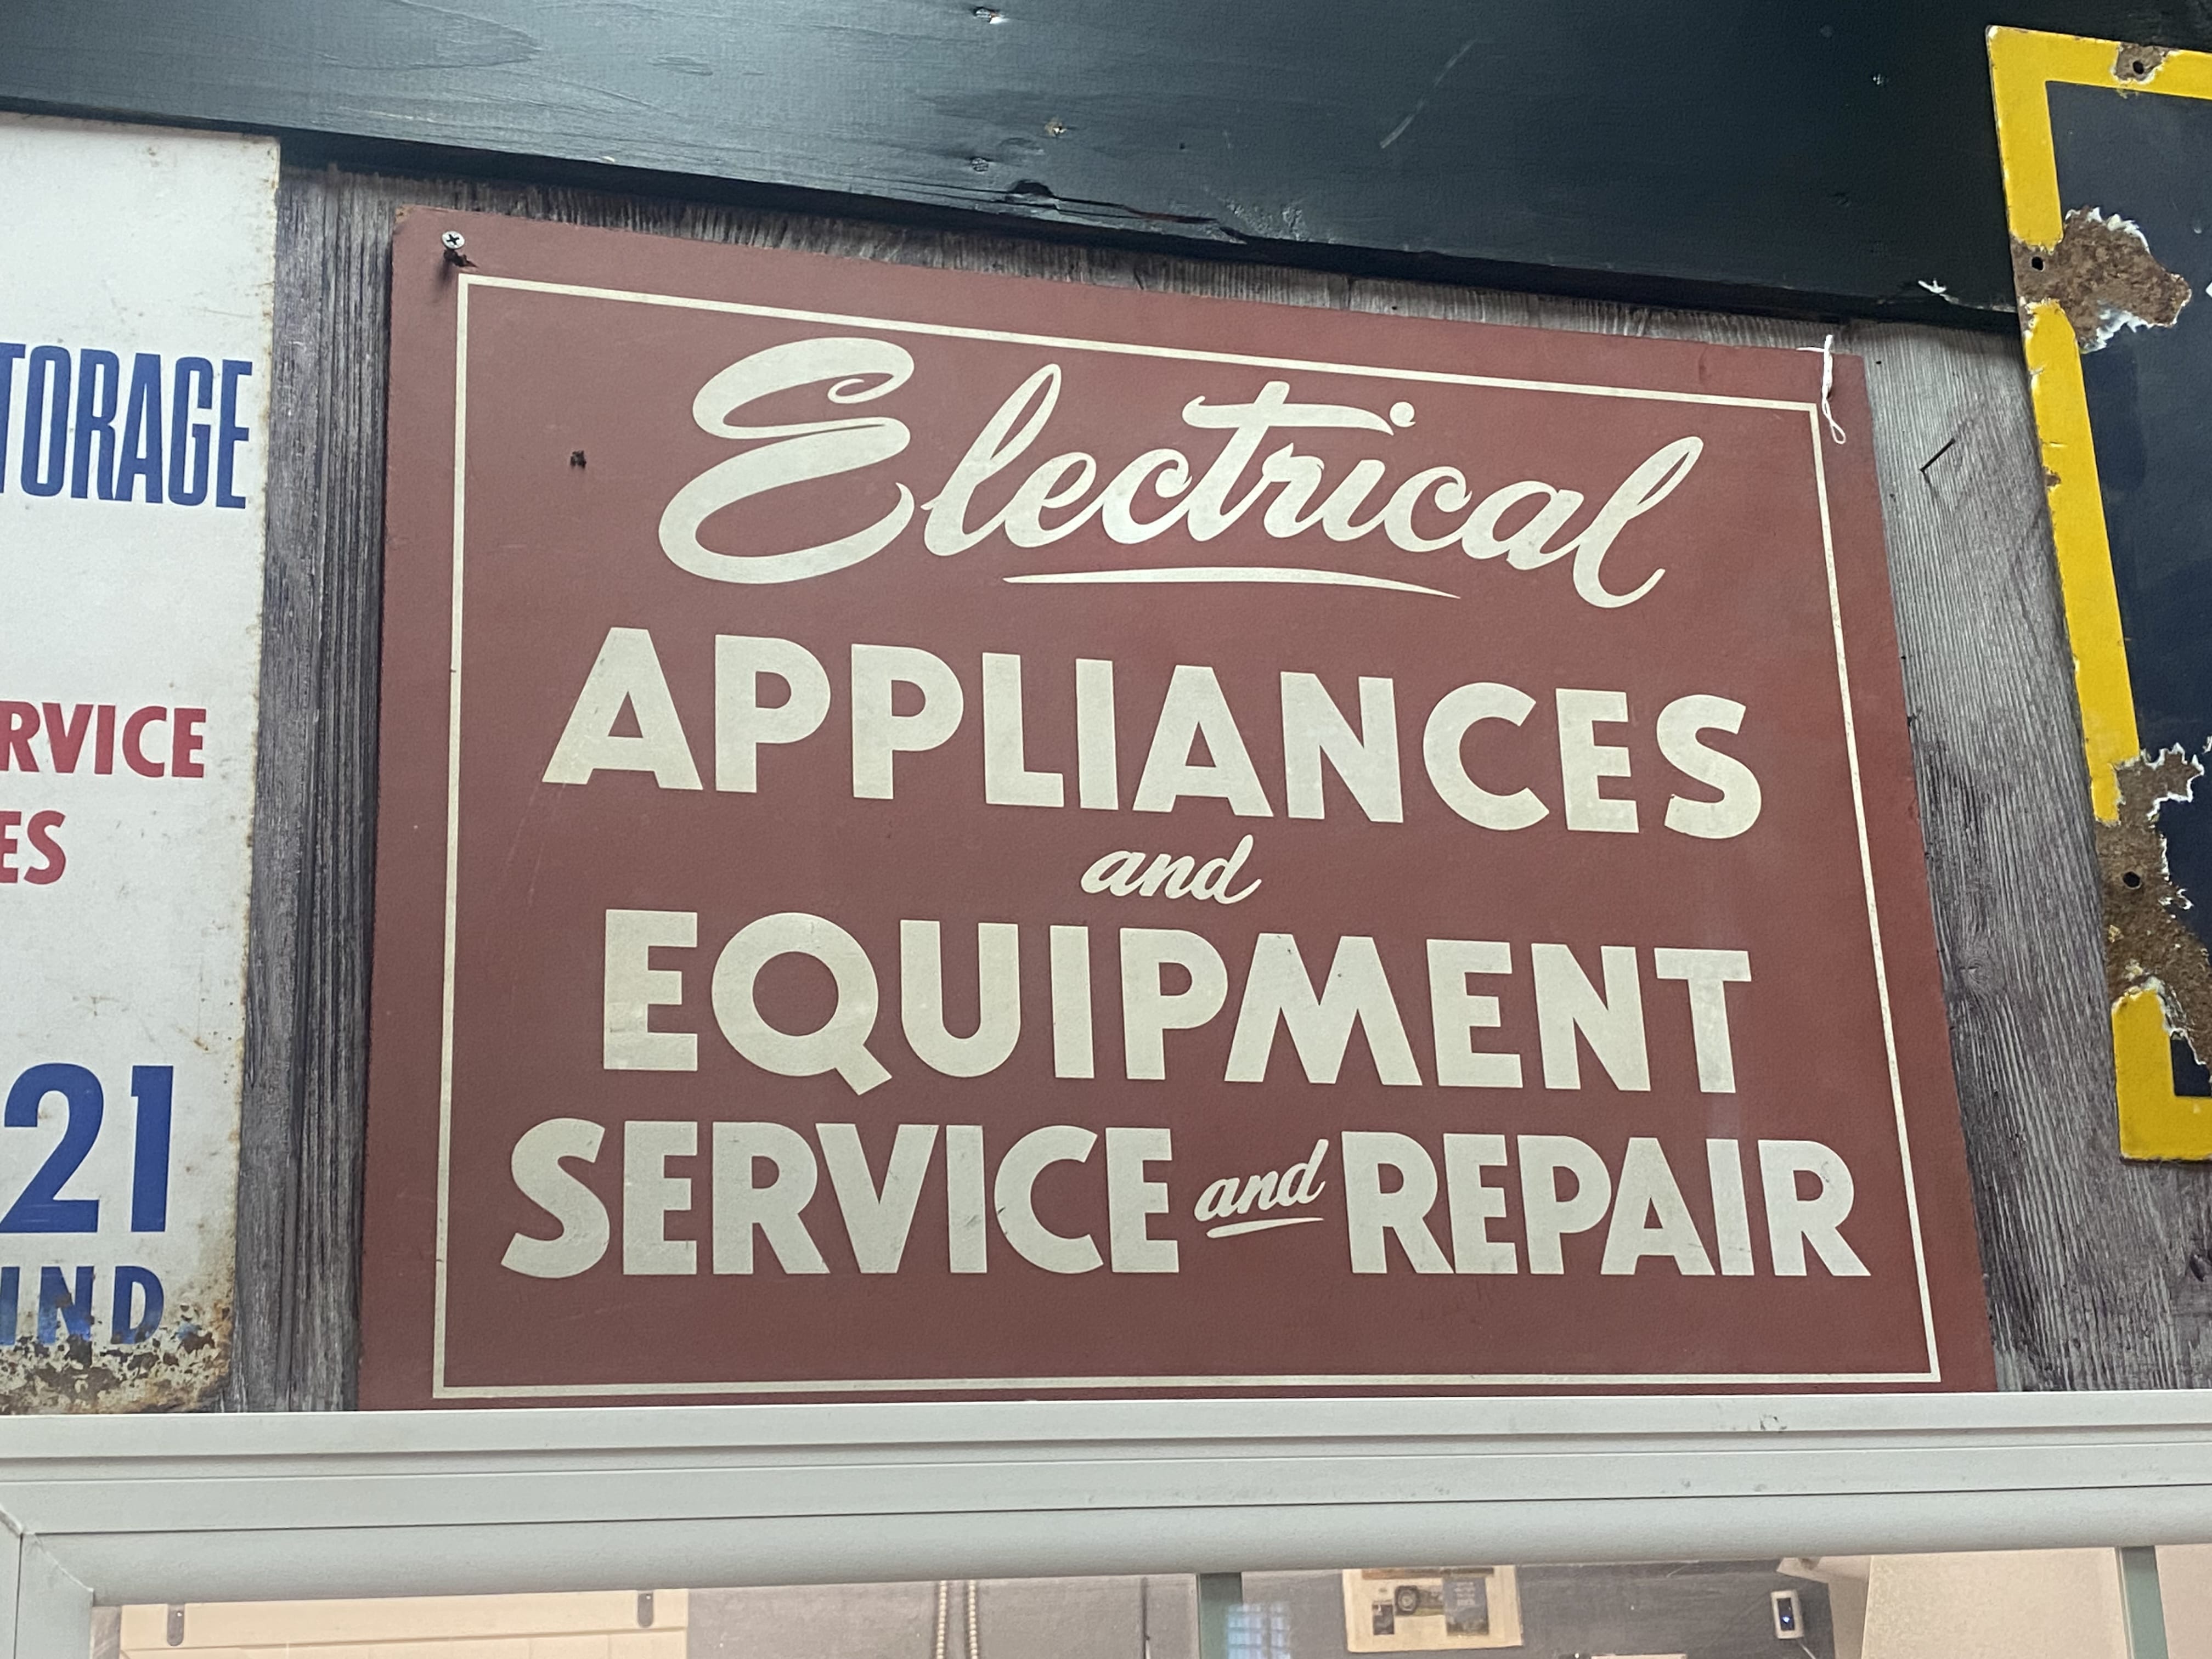 TORAGE
RVICE
ES
21
IND.
Electrical
APPLIANCES
and
EQUIPMENT
SERVICE and REPAIR